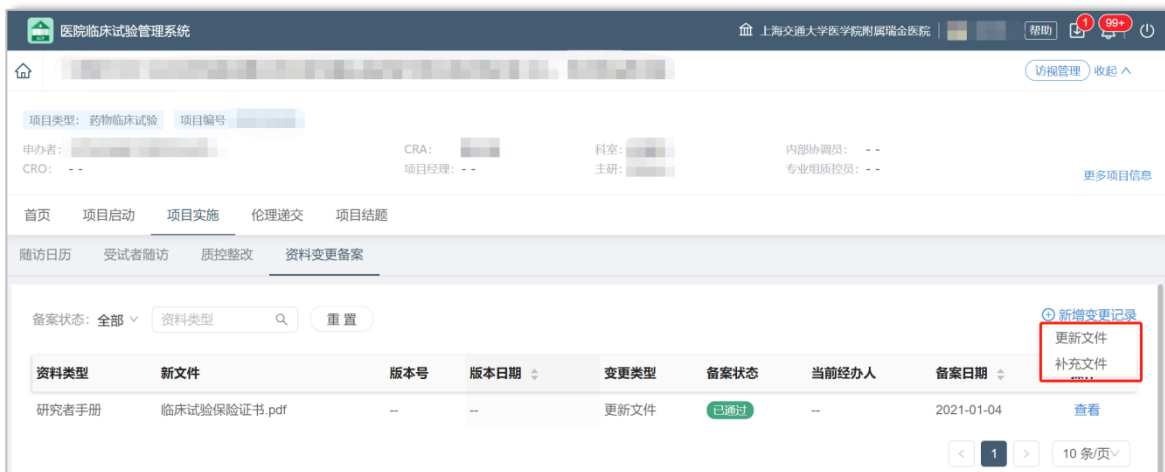 医院临床试验管理系统 上海交通大学医学院附属瑞金医院 帮助 1 99+
访视管理 收起
项目类型: 药物临床试验 项目编号
申办者: CRA: 科室: 内部协调员: - -
CRO: - - 项目经理: - - 主研: 专业组质控员: - - 更多项目信息
首页 项目启动 项目实施 伦理递交 项目结题
随访日历 受试者随访 质控整改 资料变更备案
备案状态: 全部 资料类型 重 置 新增变更记录
更新文件
补充文件
资料类型 新文件 版本号 版本日期 变更类型 备案状态 当前经办人 备案日期
研究者手册 临床试验保险证书.pdf -- -- 更新文件 已通过 -- 2021-01-04 查看
< 1 > 10 条/页